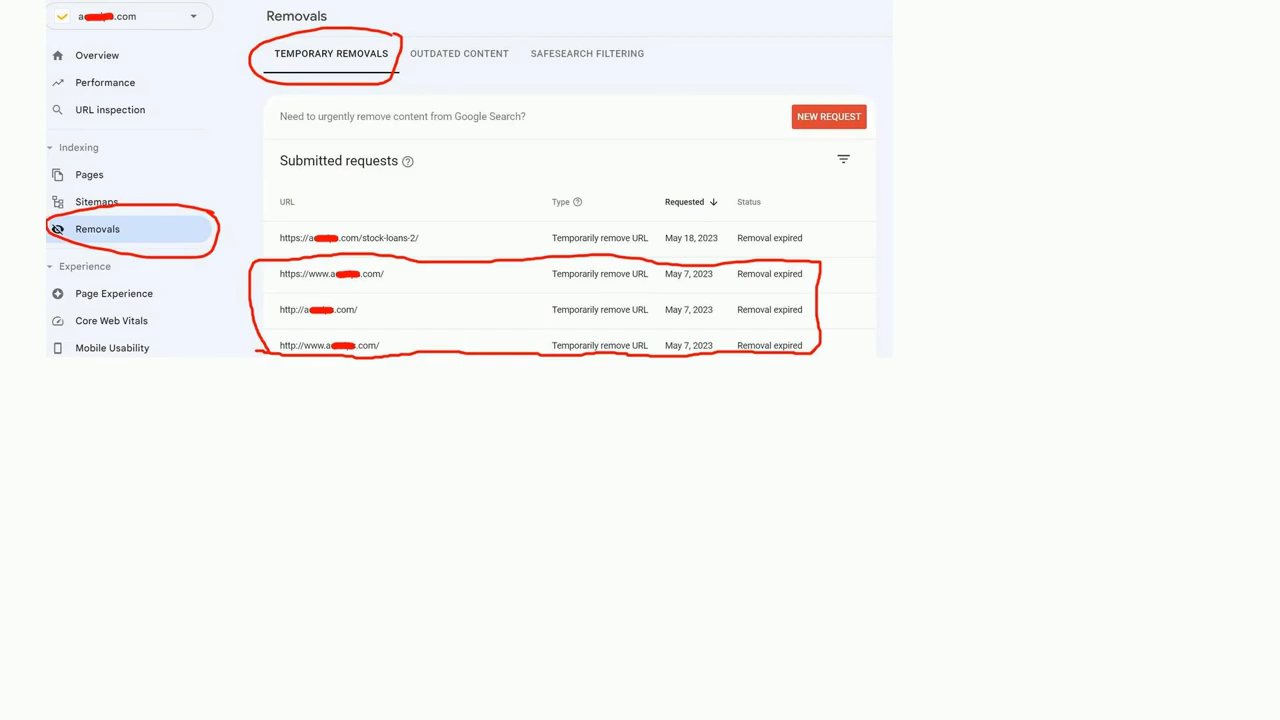 a .com
Removals
Overview
Performance
URL inspection
Indexing
Pages
Sitemaps
Removals
Experience
Page Experience
Core Web Vitals
Mobile Usability
TEMPORARY REMOVALS OUTDATED CONTENT SAFESEARCH FILTERING
Need to urgently remove content from Google Search? NEW REQUEST
Submitted requests
URL Type Requested Status
https://a .com/stock-loans-2/ Temporarily remove URL May 18, 2023 Removal expired
https://www.a .com/ Temporarily remove URL May 7, 2023 Removal expired
http://a .com/ Temporarily remove URL May 7, 2023 Removal expired
http://www.a .com/ Temporarily remove URL May 7, 2023 Removal expired